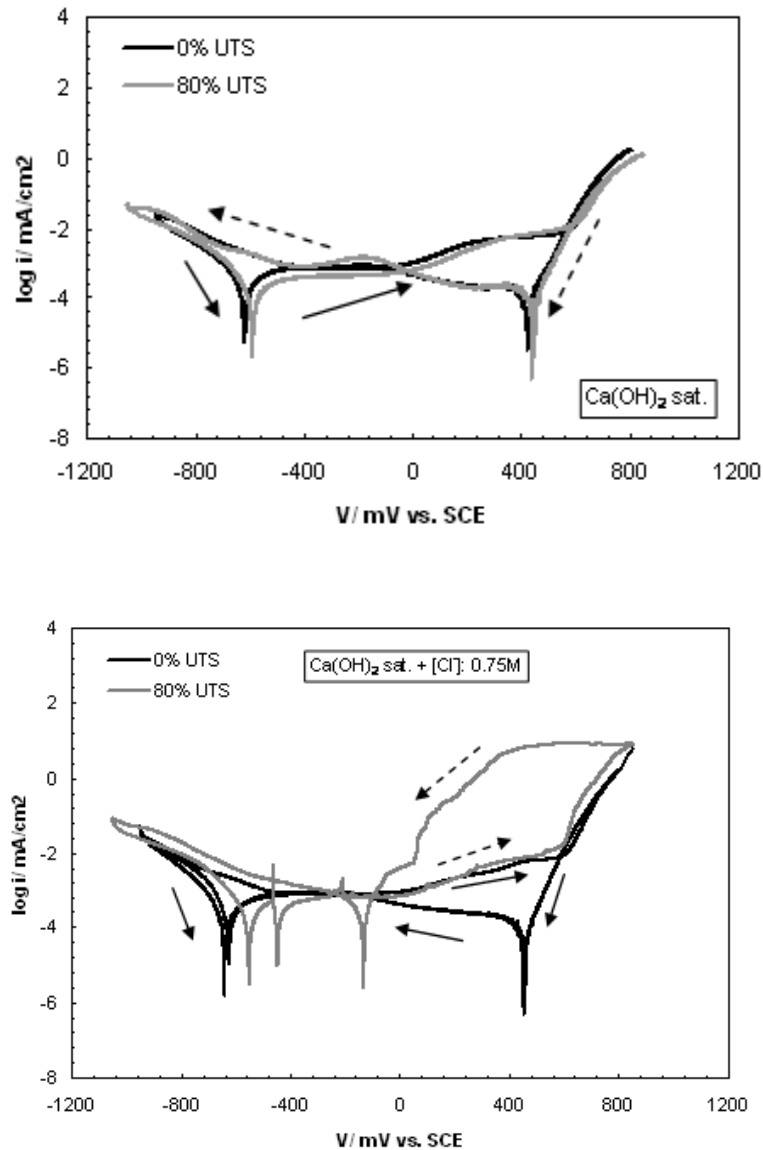 4
0% UTS
80% UTS
2
0
-2
-4
-6
-8
log i/ mA/cm2
Ca(OH)₂ sat.
-1200 -800 -400 0 400 800 1200
V/ mV vs. SCE
4
0% UTS
Ca(OH)₂ sat. + [Cl]: 0.75M
80% UTS
2
0
-2
-4
-6
-8
log i/ mA/cm2
-1200 -800 -400 0 400 800 1200
V/ mV vs. SCE